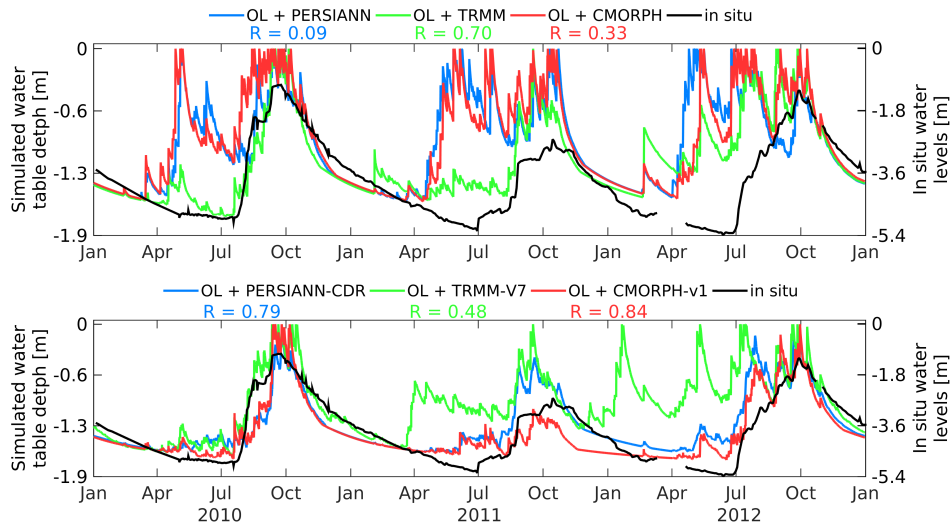 OL + PERSIANN OL + TRMM OL + CMORPH in situ
R = 0.09 R = 0.70 R = 0.33
Simulated water
table detph [m]
0
-0.6
-1.3
-1.9
0
-1.8
-3.6
-5.4
In situ water
levels [m]
Jan Apr Jul Oct Jan Apr Jul Oct Jan Apr Jul Oct Jan
OL + PERSIANN-CDR OL + TRMM-V7 OL + CMORPH-v1 in situ
R = 0.79 R = 0.48 R = 0.84
Simulated water
table detph [m]
0
-0.6
-1.3
-1.9
0
-1.8
-3.6
-5.4
In situ water
levels [m]
Jan Apr Jul Oct Jan Apr Jul Oct Jan Apr Jul Oct Jan
2010 2011 2012